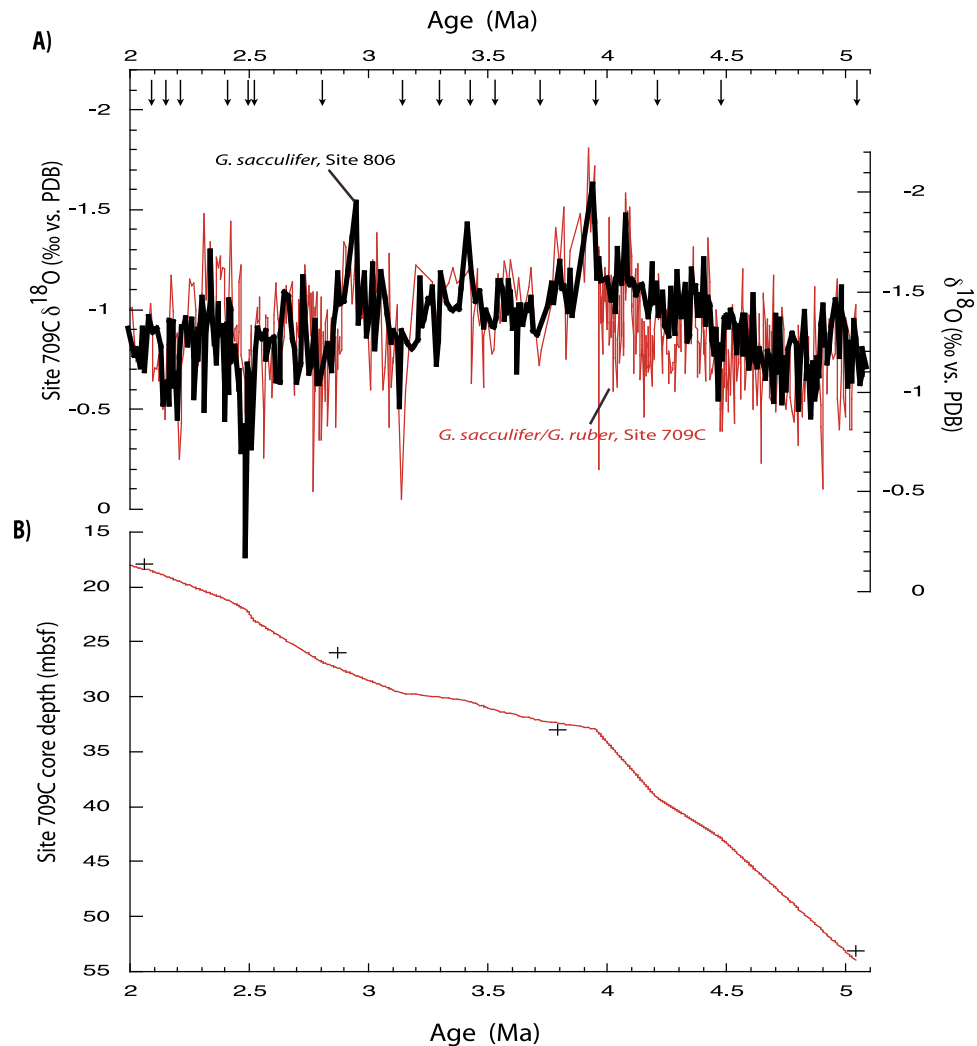 Age (Ma)
A)
2 2.5 3 3.5 4 4.5 5
-2
-1.5
-1
-0.5
0
Site 709C δ18O (‰ vs. PDB)
G. sacculifer, Site 806
G. sacculifer/G. ruber, Site 709C
-2
-1.5
-1
-0.5
0
δ18O (‰ vs. PDB)
B)
15
20
25
30
35
40
45
50
55
Site 709C core depth (mbsf)
2 2.5 3 3.5 4 4.5 5
Age (Ma)